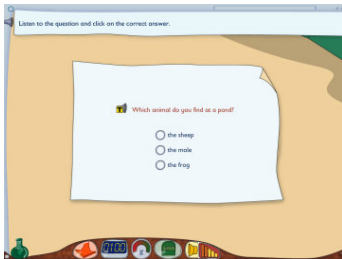 Listen to the question and click on the correct answer.
Which animal do you find at a pond?
the sheep
the mole
the frog